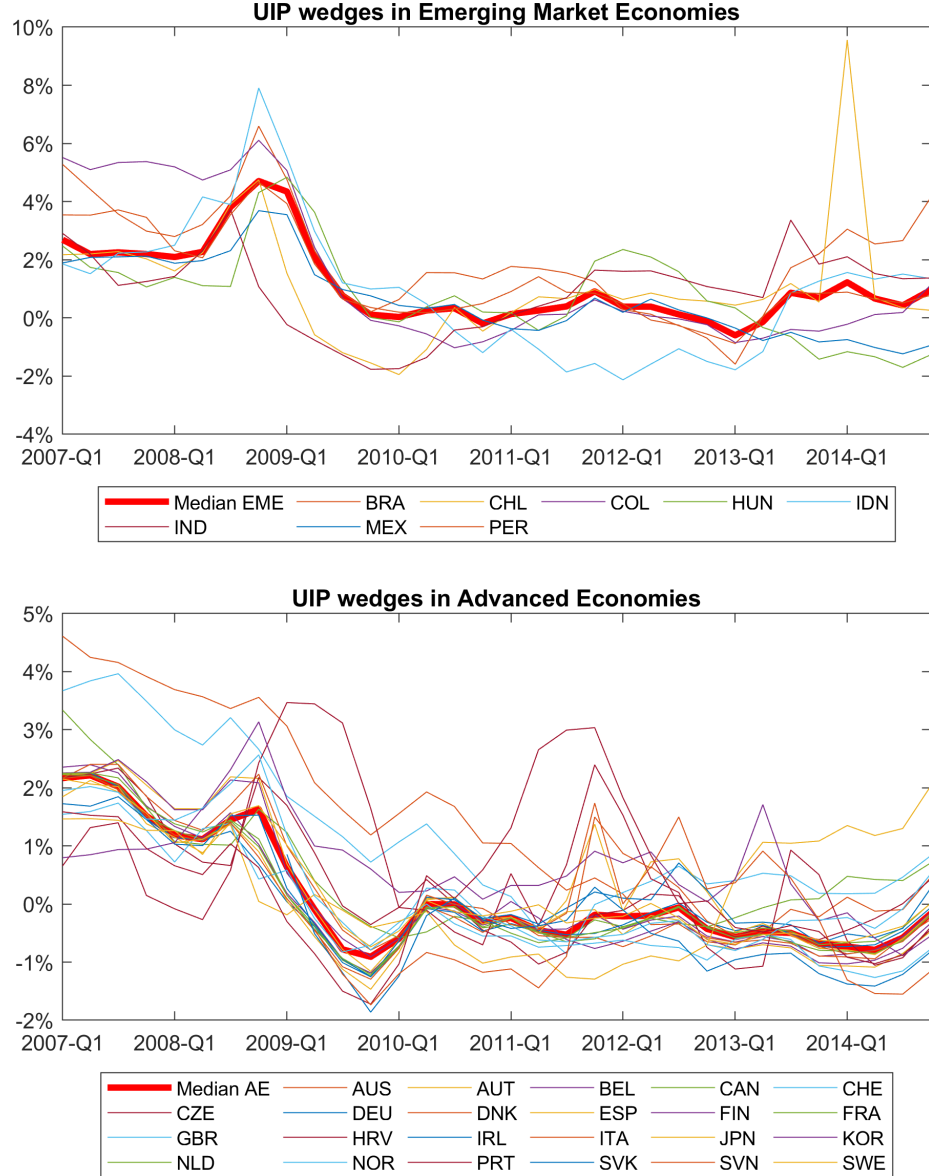 UIP wedges in Emerging Market Economies
10%
8%
6%
4%
2%
0%
-2%
-4%
2007-Q1 2008-Q1 2009-Q1 2010-Q1 2011-Q1 2012-Q1 2013-Q1 2014-Q1
Median EME BRA CHL COL HUN IDN
IND MEX PER
UIP wedges in Advanced Economies
5%
4%
3%
2%
1%
0%
-1%
-2%
2007-Q1 2008-Q1 2009-Q1 2010-Q1 2011-Q1 2012-Q1 2013-Q1 2014-Q1
Median AE AUS AUT BEL CAN CHE
CZE DEU DNK ESP FIN FRA
GBR HRV IRL ITA JPN KOR
NLD NOR PRT SVK SVN SWE